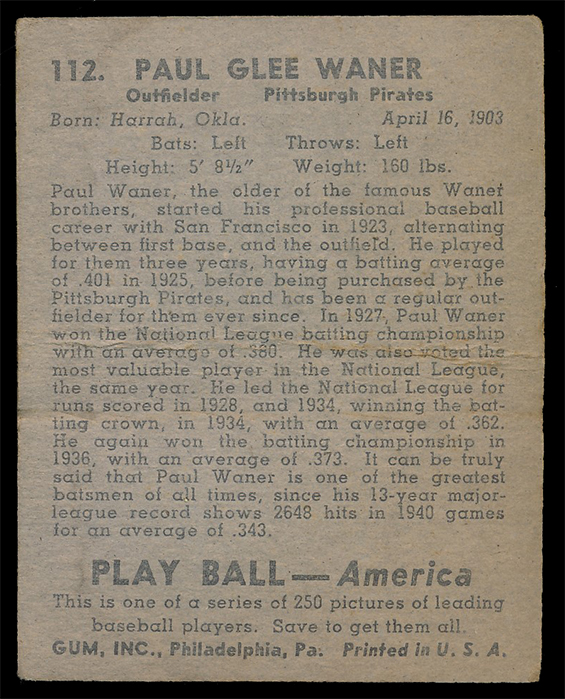 112. PAUL GLEE WANER
Outfielder Pittsburgh Pirates
Born: Harrah, Okla. April 16, 1903
Bats: Left Throws: Left
Height: 5' 8½" Weight: 160 lbs.
Paul Waner, the older of the famous Waner
brothers, started his professional baseball
career with San Francisco in 1923, alternating
between first base, and the outfield. He played
for them three years, having a batting average
of .401 in 1925, before being purchased by the
Pittsburgh Pirates, and has been a regular out-
fielder for them ever since. In 1927, Paul Waner
won the National League batting championship
with an average of .380. He was also voted the
most valuable player in the National League,
the same year. He led the National League for
runs scored in 1928, and 1934, winning the bat-
ting crown, in 1934, with an average of .362.
He again won the batting championship in
1936, with an average of .373. It can be truly
said that Paul Waner is one of the greatest
batsmen of all times, since his 13-year major-
league record shows 2648 hits in 1940 games
for an average of .343.
PLAY BALL—America
This is one of a series of 250 pictures of leading
baseball players. Save to get them all.
GUM, INC., Philadelphia, Pa. Printed in U. S. A.